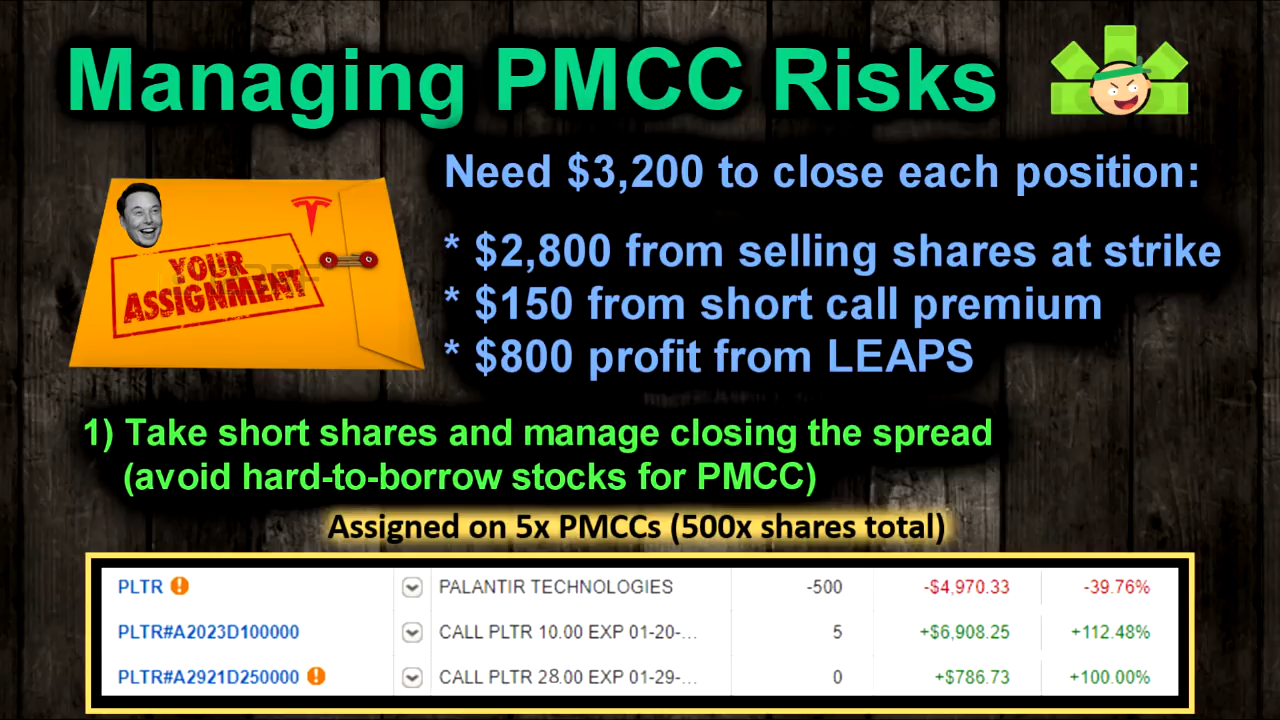 Managing PMCC Risks
Need $3,200 to close each position:
* $2,800 from selling shares at strike
* $150 from short call premium
* $800 profit from LEAPS
YOUR
ASSIGNMENT
1) Take short shares and manage closing the spread
(avoid hard-to-borrow stocks for PMCC)
Assigned on 5x PMCCs (500x shares total)
PLTR ! PALANTIR TECHNOLOGIES -500 -$4,970.33 -39.76%
PLTR#A2023D100000 CALL PLTR 10.00 EXP 01-20-... 5 +$6,908.25 +112.48%
PLTR#A2921D250000 ! CALL PLTR 28.00 EXP 01-29-... 0 +$786.73 +100.00%